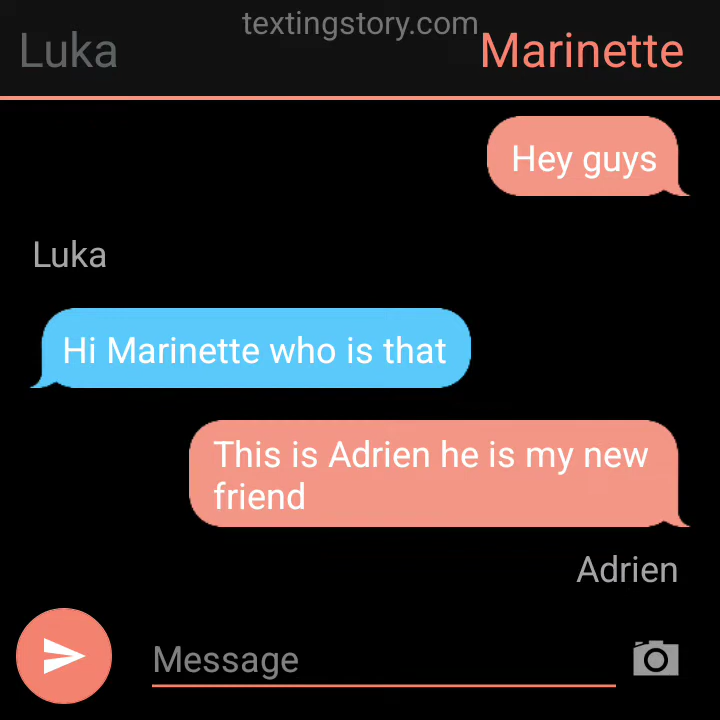 textingstory.com
Luka
Marinette
Hey guys
Luka
Hi Marinette who is that
This is Adrien he is my new
friend
Adrien
Message